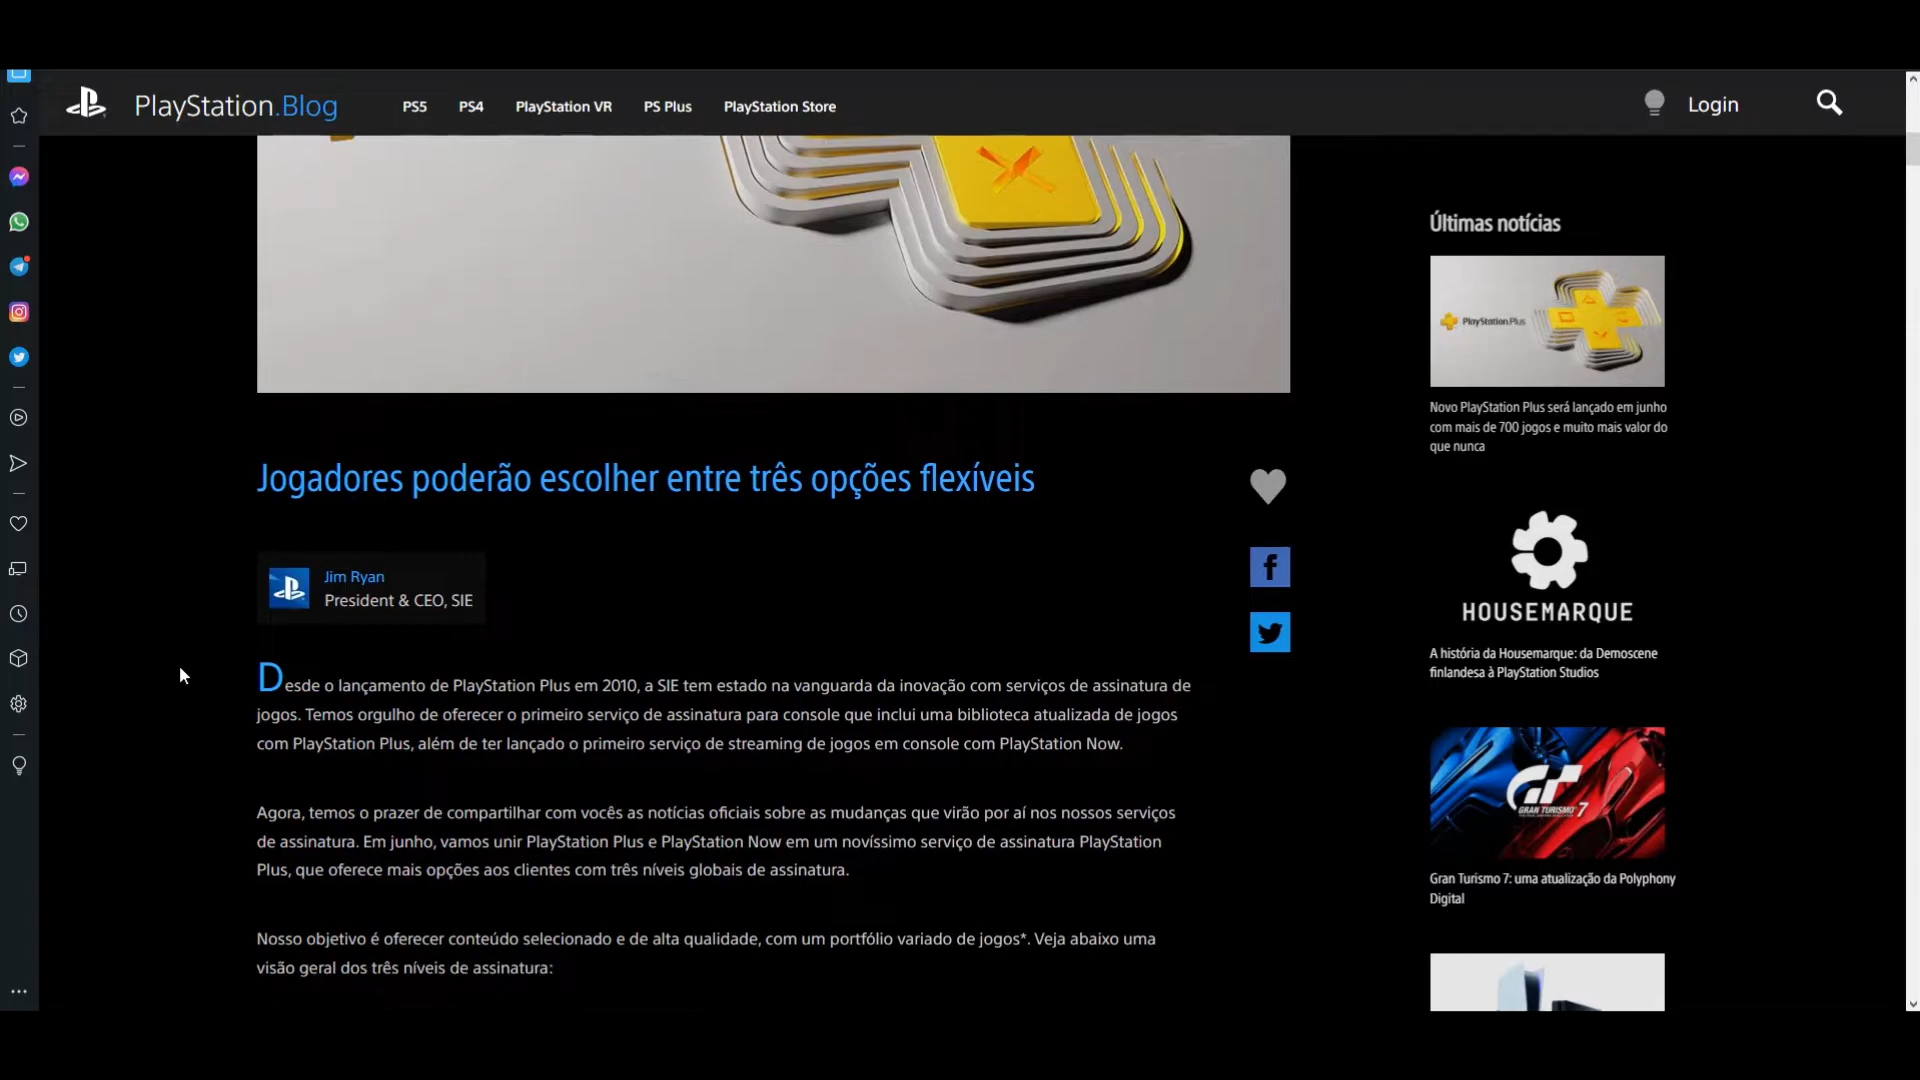 PlayStation.Blog
PS5
PS4
PlayStation VR
PS Plus
PlayStation Store
Login
Jogadores poderão escolher entre três opções flexíveis
Jim Ryan
President & CEO, SIE
Desde o lançamento de PlayStation Plus em 2010, a SIE tem estado na vanguarda da inovação com serviços de assinatura de
jogos. Temos orgulho de oferecer o primeiro serviço de assinatura para console que inclui uma biblioteca atualizada de jogos
com PlayStation Plus, além de ter lançado o primeiro serviço de streaming de jogos em console com PlayStation Now.
Agora, temos o prazer de compartilhar com vocês as notícias oficiais sobre as mudanças que virão por aí nos nossos serviços
de assinatura. Em junho, vamos unir PlayStation Plus e PlayStation Now em um novíssimo serviço de assinatura PlayStation
Plus, que oferece mais opções aos clientes com três níveis globais de assinatura.
Nosso objetivo é oferecer conteúdo selecionado e de alta qualidade, com um portfólio variado de jogos*. Veja abaixo uma
visão geral dos três níveis de assinatura:
Últimas notícias
PlayStation.Plus
Novo PlayStation Plus será lançado em junho
com mais de 700 jogos e muito mais valor do
que nunca
HOUSEMARQUE
A história da Housemarque: da Demoscene
finlandesa à PlayStation Studios
GT
GRAN TURISMO 7
Gran Turismo 7: uma atualização da Polyphony
Digital